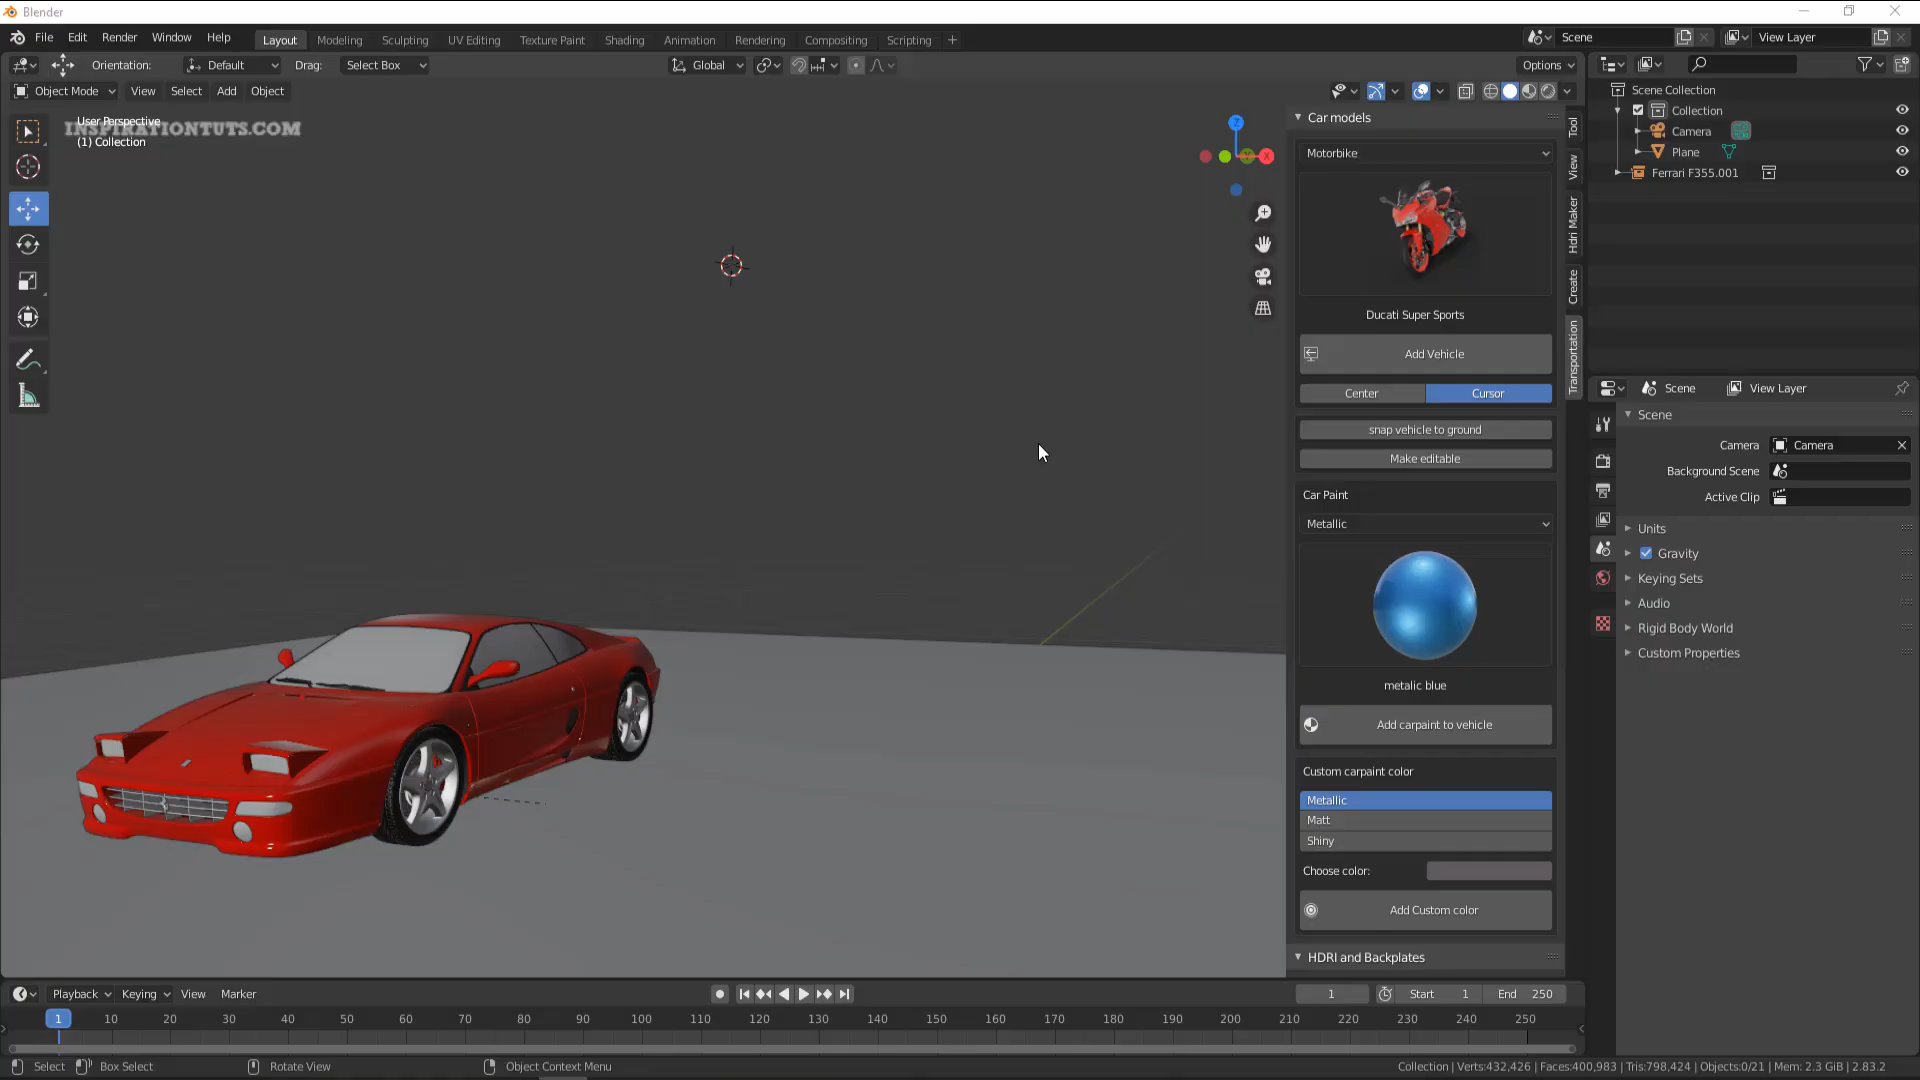 Blender
File Edit Render Window Help Layout Modeling Sculpting UV Editing Texture Paint Shading Animation Rendering Compositing Scripting + Scene View Layer
Orientation: Default Drag: Select Box Global Options
Object Mode View Select Add Object
User Perspective
INSPIRATIONTUTS.COM
(1) Collection
Z
Y
X
Car models
Motorbike
Ducati Super Sports
Add Vehicle
Center Cursor
snap vehicle to ground
Make editable
Car Paint
Metallic
metalic blue
Add carpaint to vehicle
Custom carpaint color
Metallic
Matt
Shiny
Choose color:
Add Custom color
HDRI and Backplates
Tool
View
Hdri Maker
Create
Transportation
Scene Collection
Collection
Camera
Plane
Ferrari F355.001
Scene View Layer
Scene
Camera Camera
Background Scene
Active Clip
Units
Gravity
Keying Sets
Audio
Rigid Body World
Custom Properties
Playback Keying View Marker 1 Start 1 End 250
1 10 20 30 40 50 60 70 80 90 100 110 120 130 140 150 160 170 180 190 200 210 220 230 240 250
Select Box Select Rotate View Object Context Menu Collection | Verts:432,426 | Faces:400,983 | Tris:798,424 | Objects:0/21 | Mem: 2.3 GiB | 2.83.2